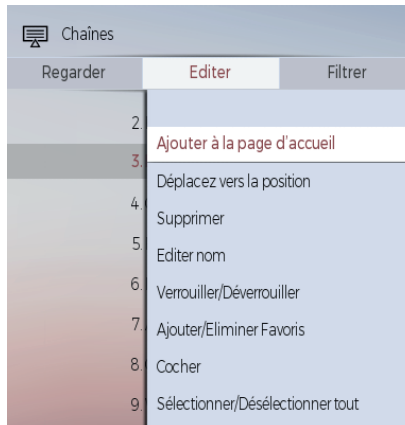 Chaînes
Regarder Editer Filtrer
2.
Ajouter à la page d'accueil
3.
Déplacez vers la position
4.
Supprimer
5.
Editer nom
6.
Verrouiller/Déverrouiller
7.
Ajouter/Eliminer Favoris
8.
Cocher
9.
Sélectionner/Désélectionner tout